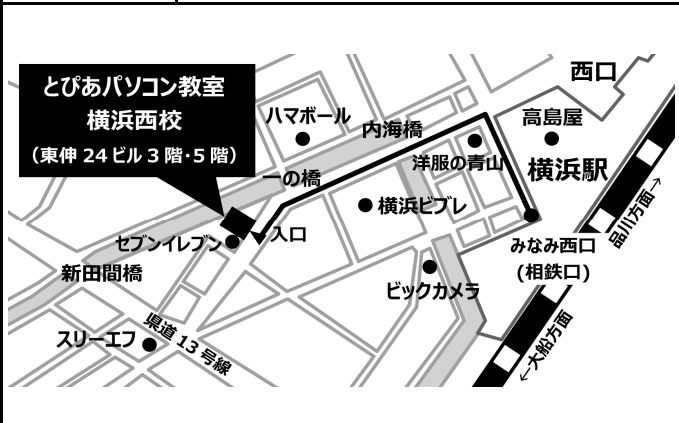 とぴあパソコン教室
横浜西校
（東伸24ビル3階・5階）
西口
ハマボール
内海橋
高島屋
洋服の青山
横浜駅
一の橋
横浜ビブレ
品川方面→
入口
みなみ西口
(相鉄口)
セブンイレブン
新田間橋
ビックカメラ
スリーエフ
県道13号線
←大船方面